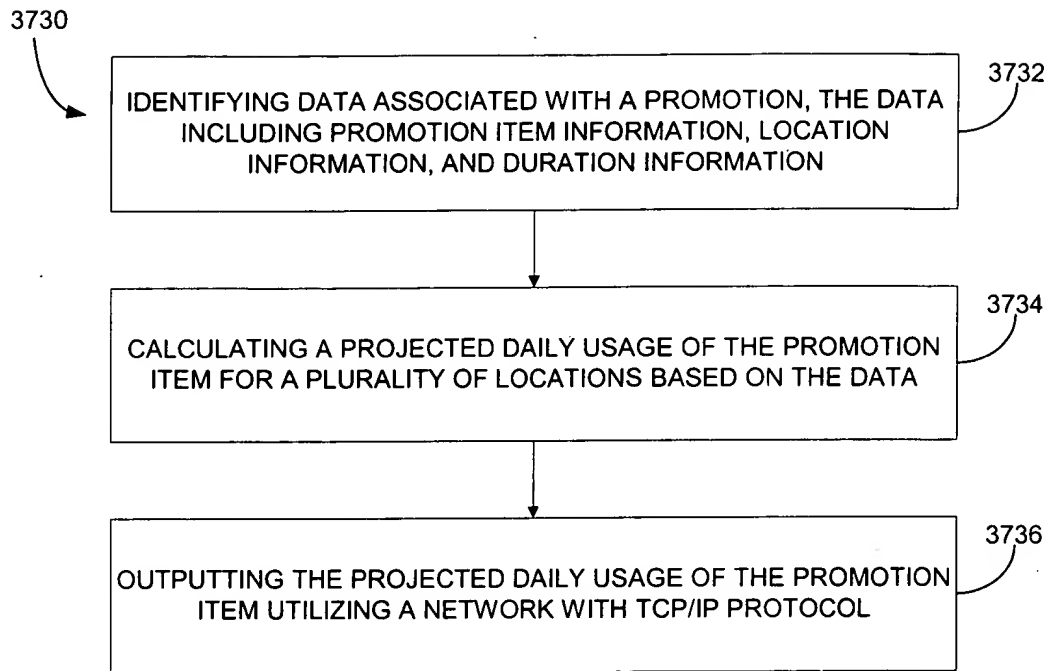 3730
3732
IDENTIFYING DATA ASSOCIATED WITH A PROMOTION, THE DATA
INCLUDING PROMOTION ITEM INFORMATION, LOCATION
INFORMATION, AND DURATION INFORMATION
3734
CALCULATING A PROJECTED DAILY USAGE OF THE PROMOTION
ITEM FOR A PLURALITY OF LOCATIONS BASED ON THE DATA
3736
OUTPUTTING THE PROJECTED DAILY USAGE OF THE PROMOTION
ITEM UTILIZING A NETWORK WITH TCP/IP PROTOCOL